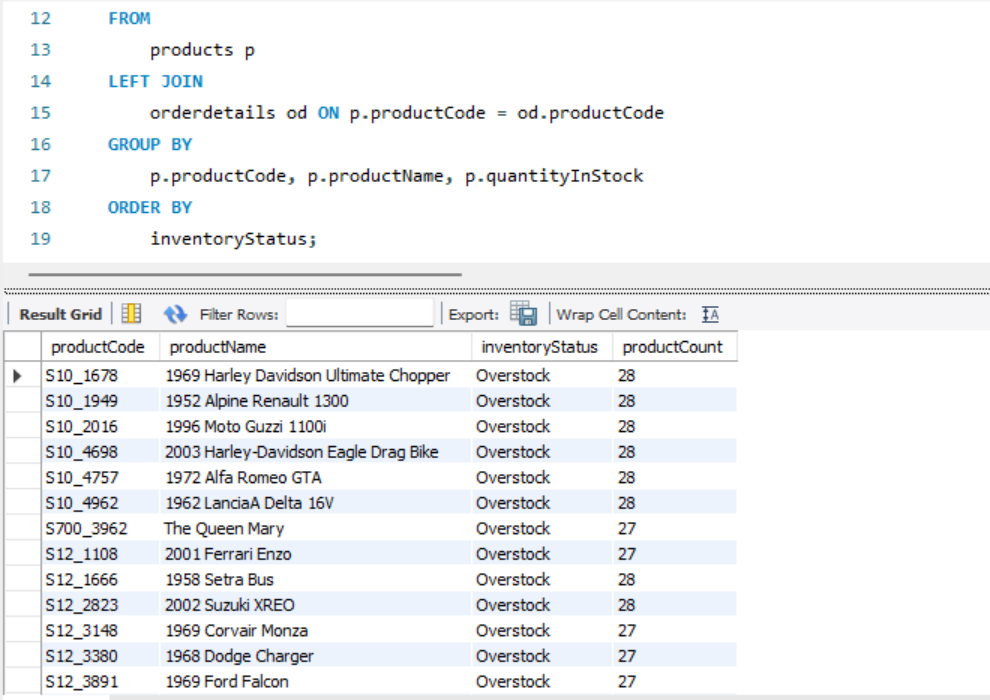 12 FROM
13 products p
14 LEFT JOIN
15 orderdetails od ON p.productCode = od.productCode
16 GROUP BY
17 p.productCode, p.productName, p.quantityInStock
18 ORDER BY
19 inventoryStatus;
Result Grid Filter Rows: Export: Wrap Cell Content: IA
productCode productName inventoryStatus productCount
S10_1678 1969 Harley Davidson Ultimate Chopper Overstock 28
S10_1949 1952 Alpine Renault 1300 Overstock 28
S10_2016 1996 Moto Guzzi 1100i Overstock 28
S10_4698 2003 Harley-Davidson Eagle Drag Bike Overstock 28
S10_4757 1972 Alfa Romeo GTA Overstock 28
S10_4962 1962 LanciaA Delta 16V Overstock 28
S700_3962 The Queen Mary Overstock 27
S12_1108 2001 Ferrari Enzo Overstock 27
S12_1666 1958 Setra Bus Overstock 28
S12_2823 2002 Suzuki XREO Overstock 28
S12_3148 1969 Corvair Monza Overstock 27
S12_3380 1968 Dodge Charger Overstock 27
S12_3891 1969 Ford Falcon Overstock 27